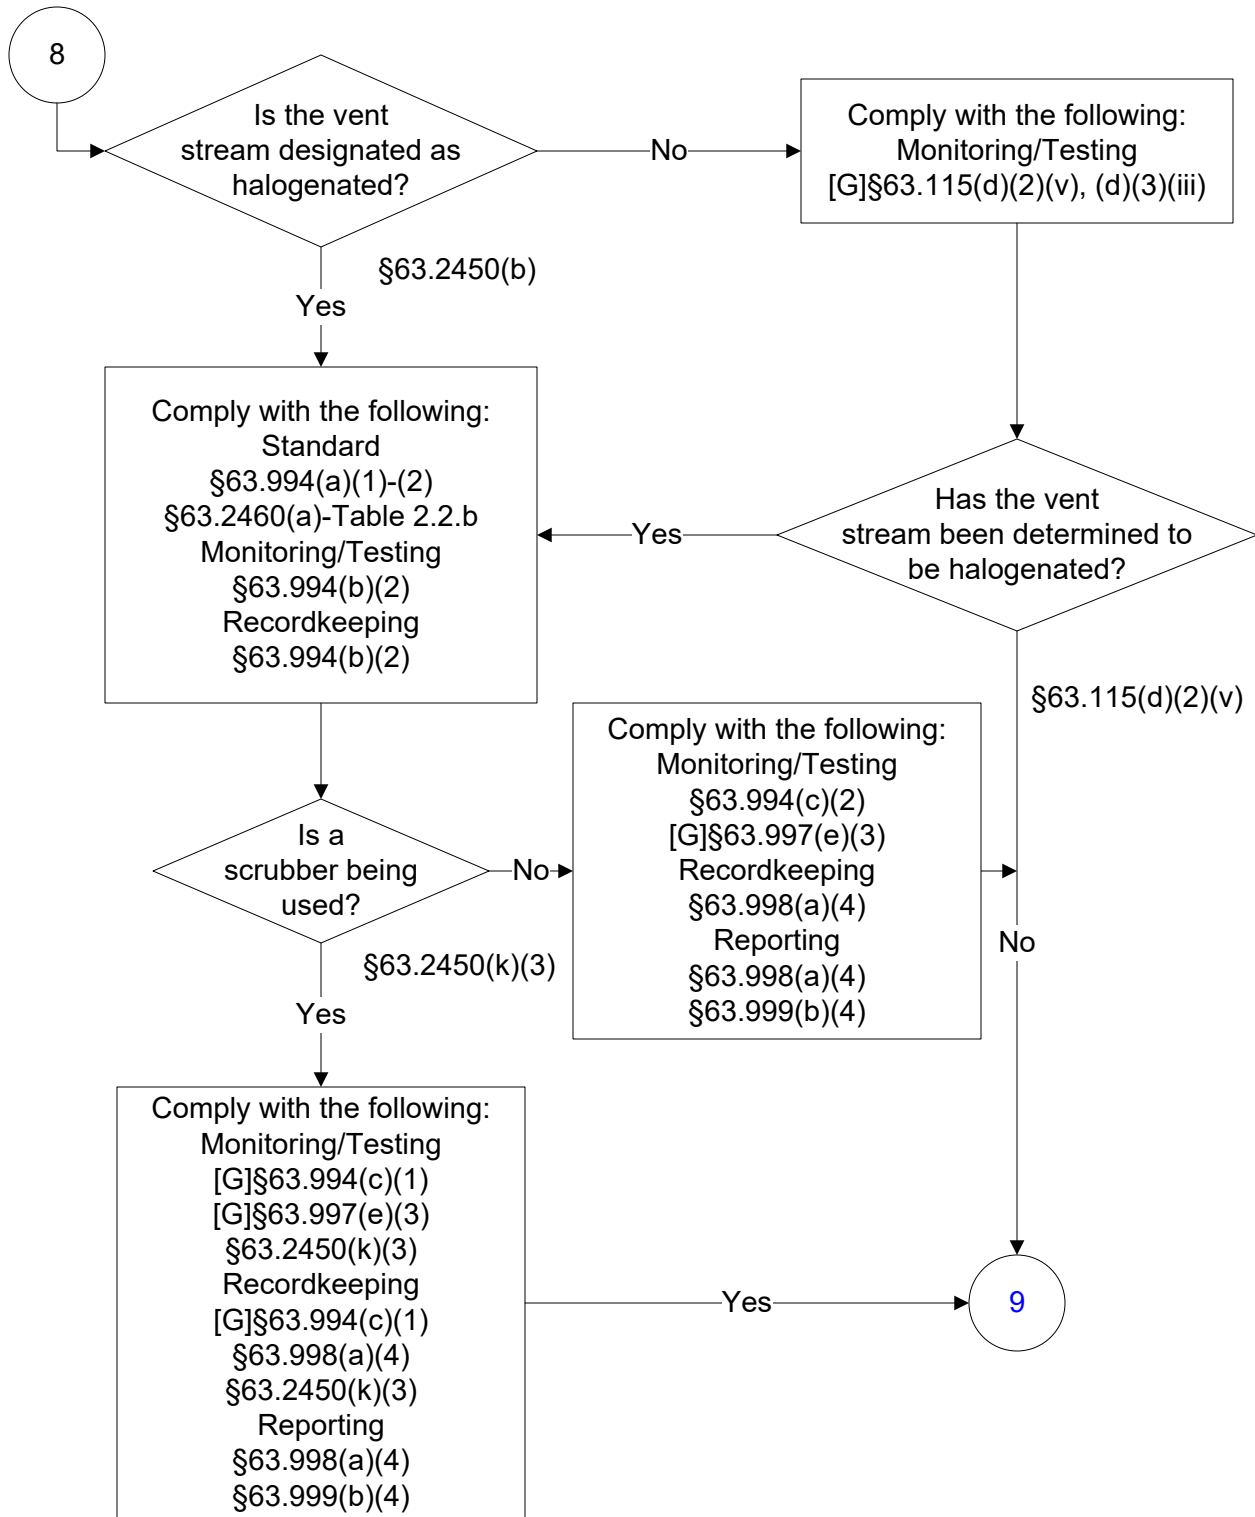 8
Is the vent
stream designated as
halogenated?
No
Comply with the following:
Monitoring/Testing
[G]§63.115(d)(2)(v), (d)(3)(iii)
§63.2450(b)
Yes
Comply with the following:
Standard
§63.994(a)(1)-(2)
§63.2460(a)-Table 2.2.b
Monitoring/Testing
§63.994(b)(2)
Recordkeeping
§63.994(b)(2)
Yes
Has the vent
stream been determined to
be halogenated?
§63.115(d)(2)(v)
Is a
scrubber being
used?
No
Comply with the following:
Monitoring/Testing
§63.994(c)(2)
[G]§63.997(e)(3)
Recordkeeping
§63.998(a)(4)
Reporting
§63.998(a)(4)
§63.999(b)(4)
No
§63.2450(k)(3)
Yes
Comply with the following:
Monitoring/Testing
[G]§63.994(c)(1)
[G]§63.997(e)(3)
§63.2450(k)(3)
Recordkeeping
[G]§63.994(c)(1)
§63.998(a)(4)
§63.2450(k)(3)
Reporting
§63.998(a)(4)
§63.999(b)(4)
Yes
9